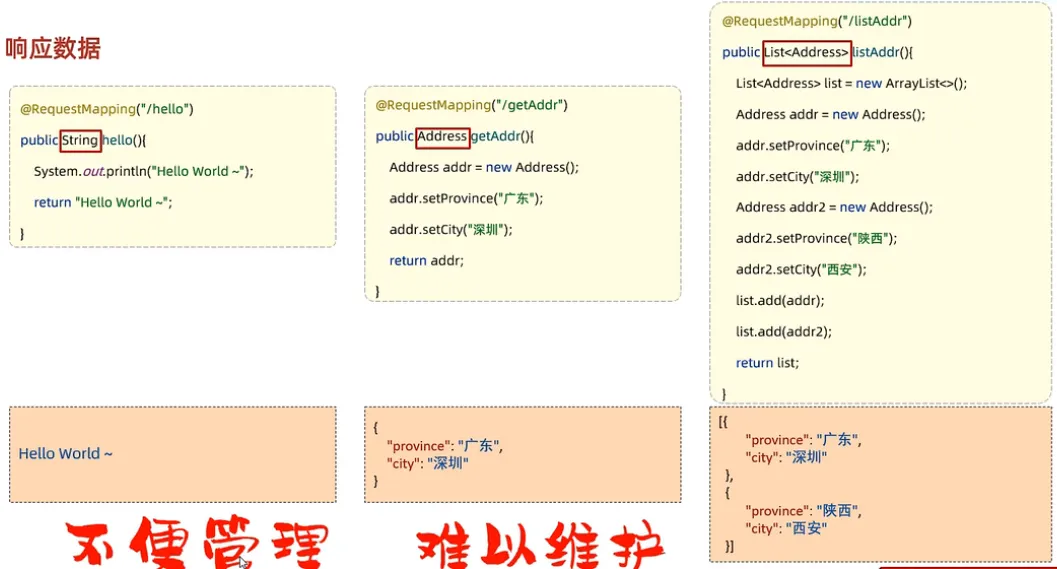 响应数据
@RequestMapping("/hello")
public String hello(){
System.out.println("Hello World ~");
return "Hello World ~";
}
@RequestMapping("/getAddr")
public Address getAddr(){
Address addr = new Address();
addr.setProvince("广东");
addr.setCity("深圳");
return addr;
}
@RequestMapping("/listAddr")
public List<Address> listAddr(){
List<Address> list = new ArrayList<>();
Address addr = new Address();
addr.setProvince("广东");
addr.setCity("深圳");
Address addr2 = new Address();
addr2.setProvince("陕西");
addr2.setCity("西安");
list.add(addr);
list.add(addr2);
return list;
}
Hello World ~
{
"province": "广东",
"city": "深圳"
}
[{
"province": "广东",
"city": "深圳"
},
{
"province": "陕西",
"city": "西安"
}]
不便管理
难以维护